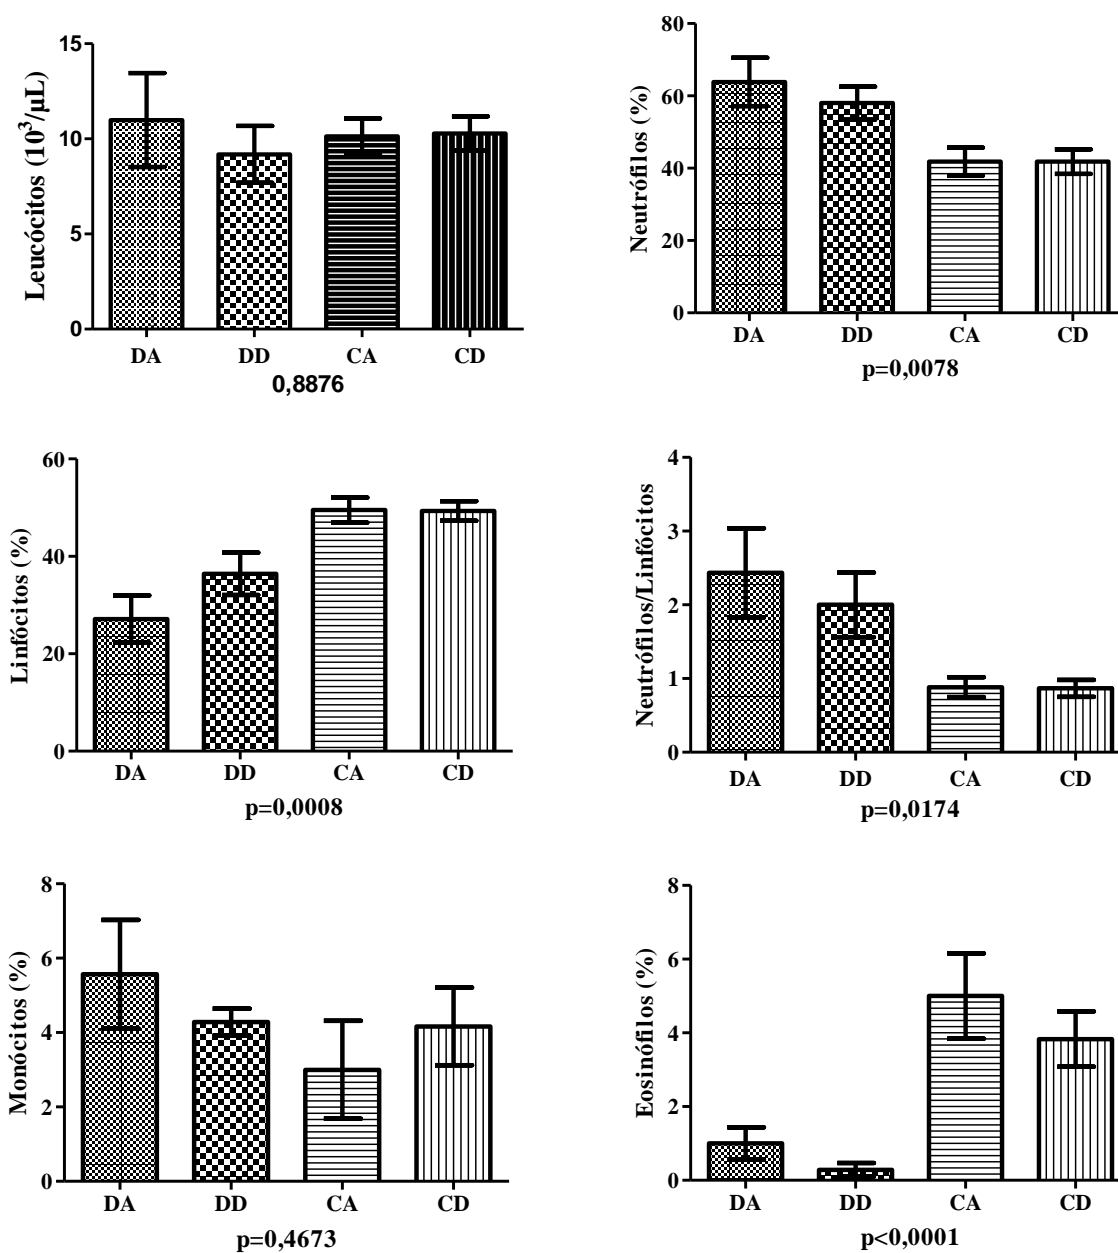 Leucócitos (10³/µL)
15
10
5
0
DA DD CA CD
0,8876
Neutrófilos (%)
80
60
40
20
0
DA DD CA CD
p=0,0078
Linfócitos (%)
60
40
20
0
DA DD CA CD
p=0,0008
Neutrófilos/Linfócitos
4
3
2
1
0
DA DD CA CD
p=0,0174
Monócitos (%)
8
6
4
2
0
DA DD CA CD
p=0,4673
Eosinófilos (%)
8
6
4
2
0
DA DD CA CD
p<0,0001